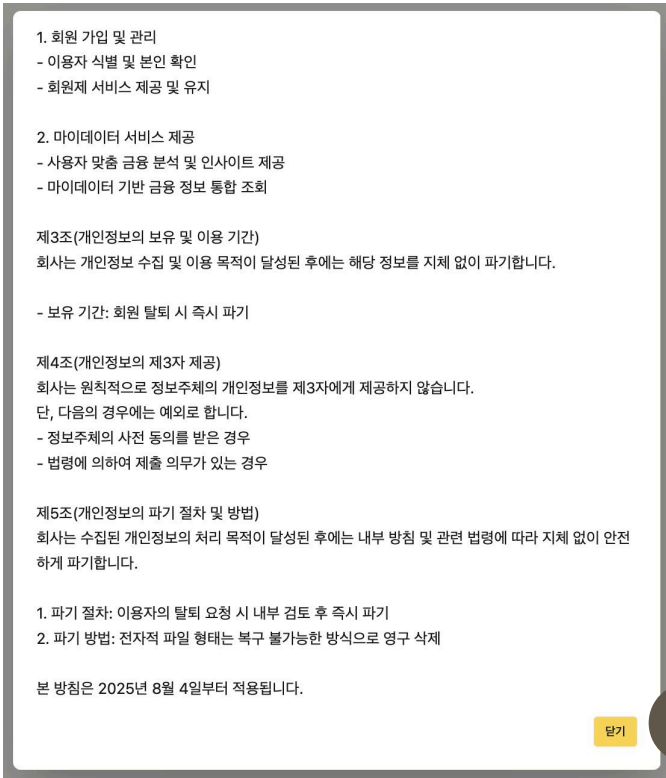 1. 회원 가입 및 관리
- 이용자 식별 및 본인 확인
- 회원제 서비스 제공 및 유지
2. 마이데이터 서비스 제공
- 사용자 맞춤 금융 분석 및 인사이트 제공
- 마이데이터 기반 금융 정보 통합 조회
제3조(개인정보의 보유 및 이용 기간)
회사는 개인정보 수집 및 이용 목적이 달성된 후에는 해당 정보를 지체 없이 파기합니다.
- 보유 기간: 회원 탈퇴 시 즉시 파기
제4조(개인정보의 제3자 제공)
회사는 원칙적으로 정보주체의 개인정보를 제3자에게 제공하지 않습니다.
단, 다음의 경우에는 예외로 합니다.
- 정보주체의 사전 동의를 받은 경우
- 법령에 의하여 제출 의무가 있는 경우
제5조(개인정보의 파기 절차 및 방법)
회사는 수집된 개인정보의 처리 목적이 달성된 후에는 내부 방침 및 관련 법령에 따라 지체 없이 안전
하게 파기합니다.
1. 파기 절차: 이용자의 탈퇴 요청 시 내부 검토 후 즉시 파기
2. 파기 방법: 전자적 파일 형태는 복구 불가능한 방식으로 영구 삭제
본 방침은 2025년 8월 4일부터 적용됩니다.
닫기